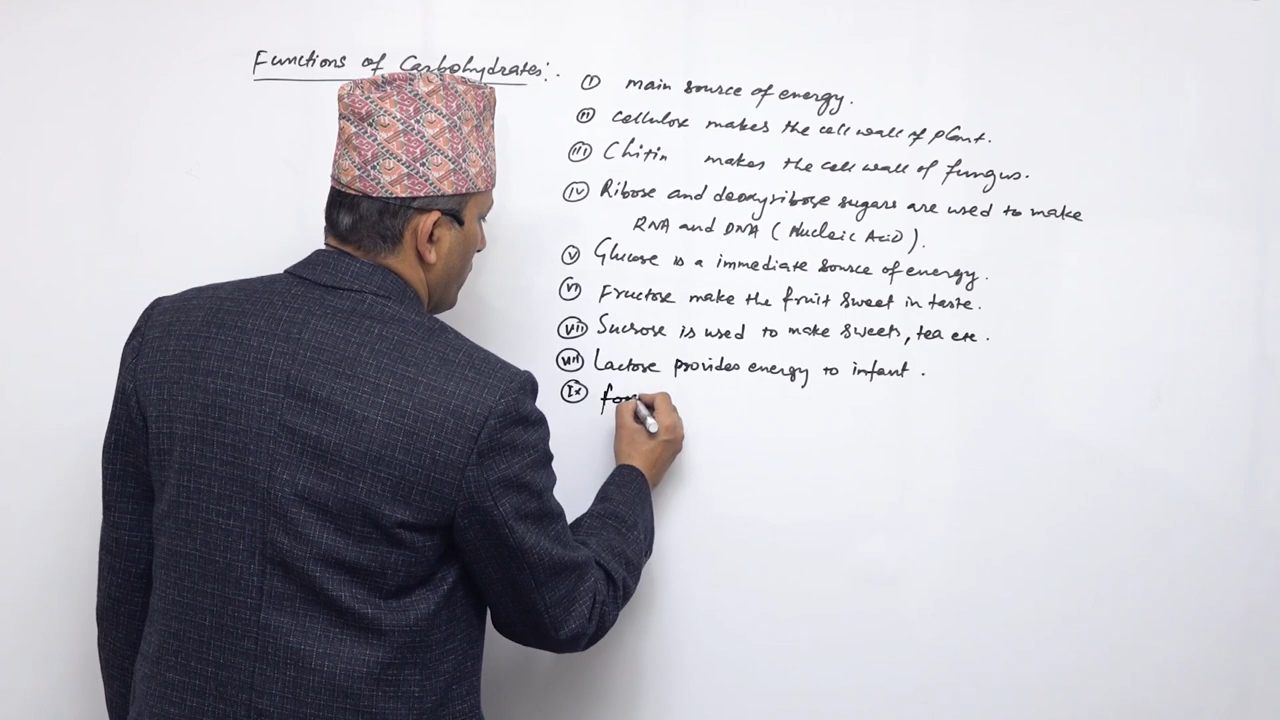 Functions of Carbohydrates:.
(i) main source of energy.
(ii) cellulose makes the cell wall of plant.
(iii) Chitin makes the cell wall of fungus.
(iv) Ribose and deoxyribose sugars are used to make
RNA and DNA (Nucleic Acid).
(v) Glucose is a immediate source of energy.
(vi) Fructose make the fruit sweet in taste.
(vii) Sucrose is used to make sweets, tea etc.
(viii) Lactose provides energy to infant.
(ix) for